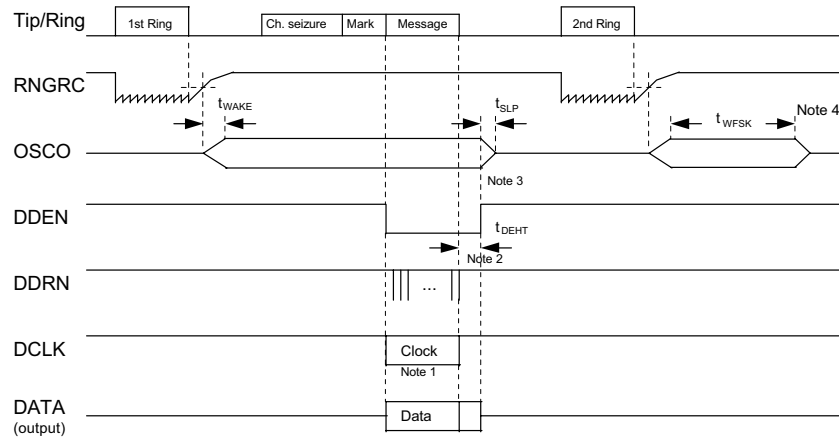 Tip/Ring
1st Ring
Ch. seizure
Mark
Message
2nd Ring
RNGRC
tWAKE
tSLP
tWFSK
Note 4
OSCO
Note 3
DDEN
tDEHT
Note 2
DDRN
...
DCLK
Clock
Note 1
DATA
(output)
Data